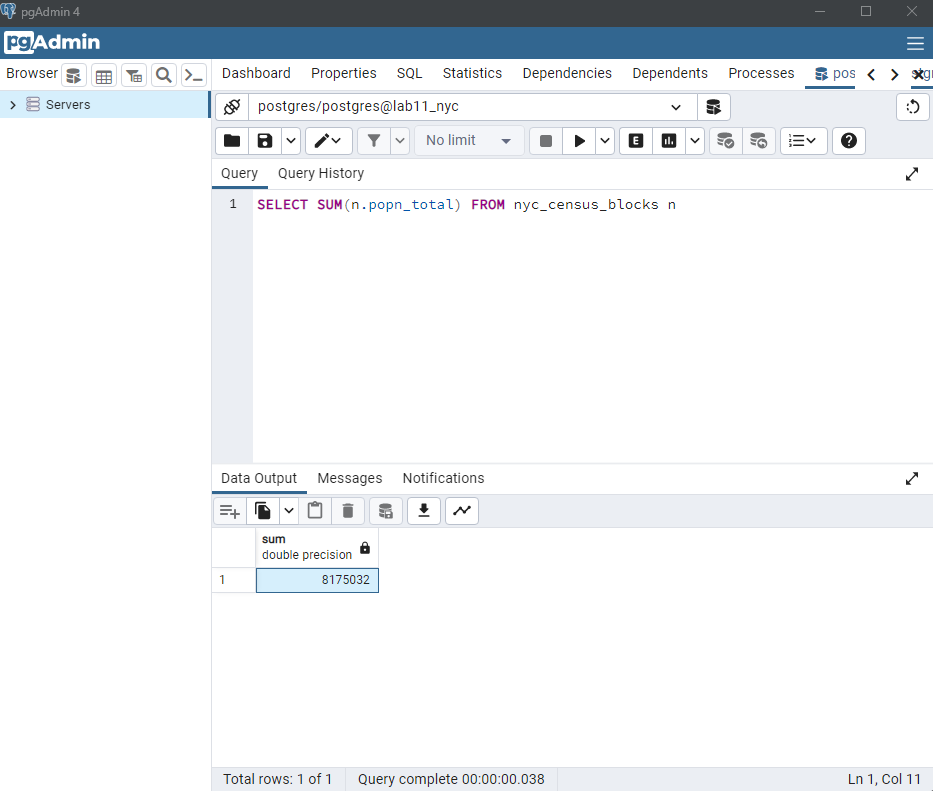 pgAdmin 4
pgAdmin
Browser
Dashboard Properties SQL Statistics Dependencies Dependents Processes pos
Servers
postgres/postgres@lab11_nyc
No limit
E
Query Query History
1 SELECT SUM(n.popn_total) FROM nyc_census_blocks n
Data Output Messages Notifications
sum
double precision
1 8175032
Total rows: 1 of 1 Query complete 00:00:00.038 Ln 1, Col 11